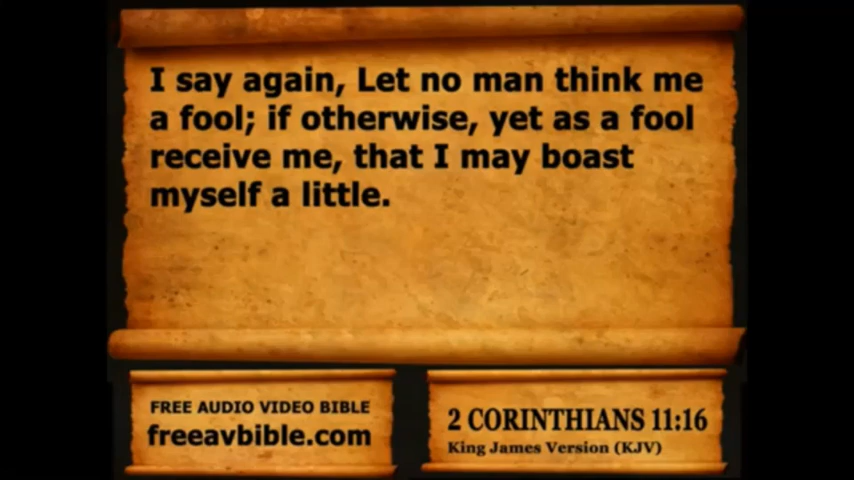 I say again, Let no man think me
a fool; if otherwise, yet as a fool
receive me, that I may boast
myself a little.
FREE AUDIO VIDEO BIBLE
freeavbible.com
2 CORINTHIANS 11:16
King James Version (KJV)